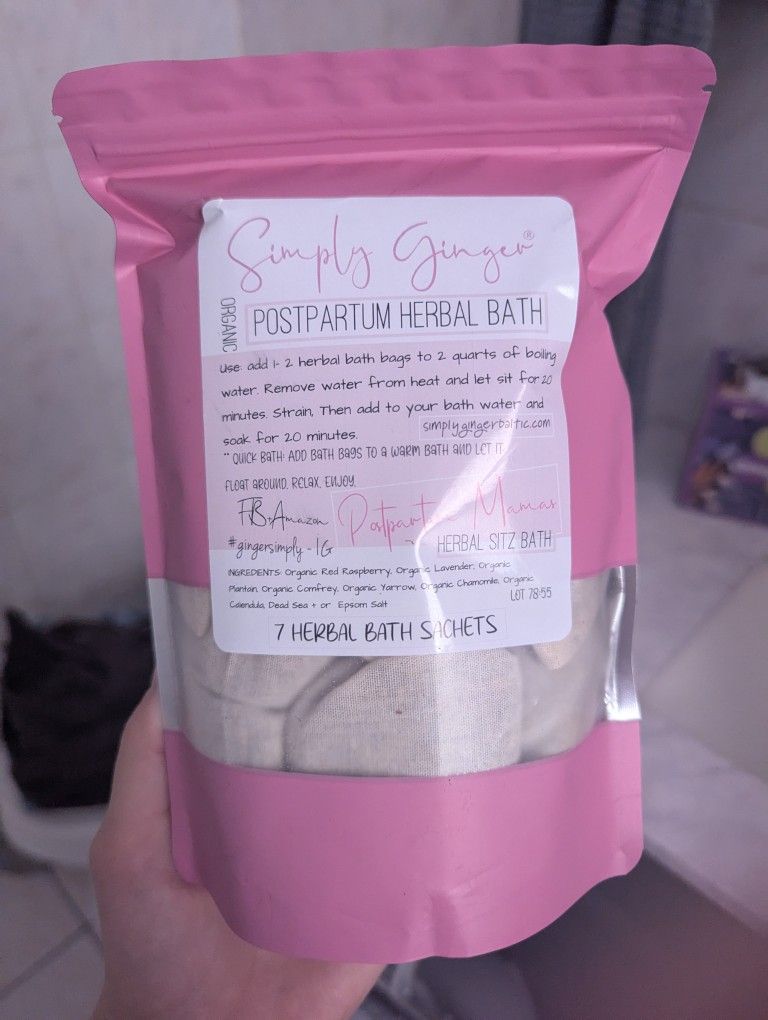 Simply Ginger®
ORGANIC
POSTPARTUM HERBAL BATH
Use: add 1- 2 herbal bath bags to 2 quarts of boiling
water. Remove water from heat and let sit for 20
minutes. Strain, Then add to your bath water and
soak for 20 minutes.
simplygingerbaltic.com
** QUICK BATH: ADD BATH BAGS TO A WARM BATH AND LET IT
FLOAT AROUND. RELAX. ENJOY.
FB, Amazon
Postpartum Mamas
#gingersimply - IG
HERBAL SITZ BATH
INGREDIENTS: Organic Red Raspberry, Organic Lavender, Organic
Plantan, Organic Comfrey, Organic Yarrow, Organic Chamomile, Organic
Calendula, Dead Sea + or Epsom Salt
LOT 78:55
7 HERBAL BATH SACHETS